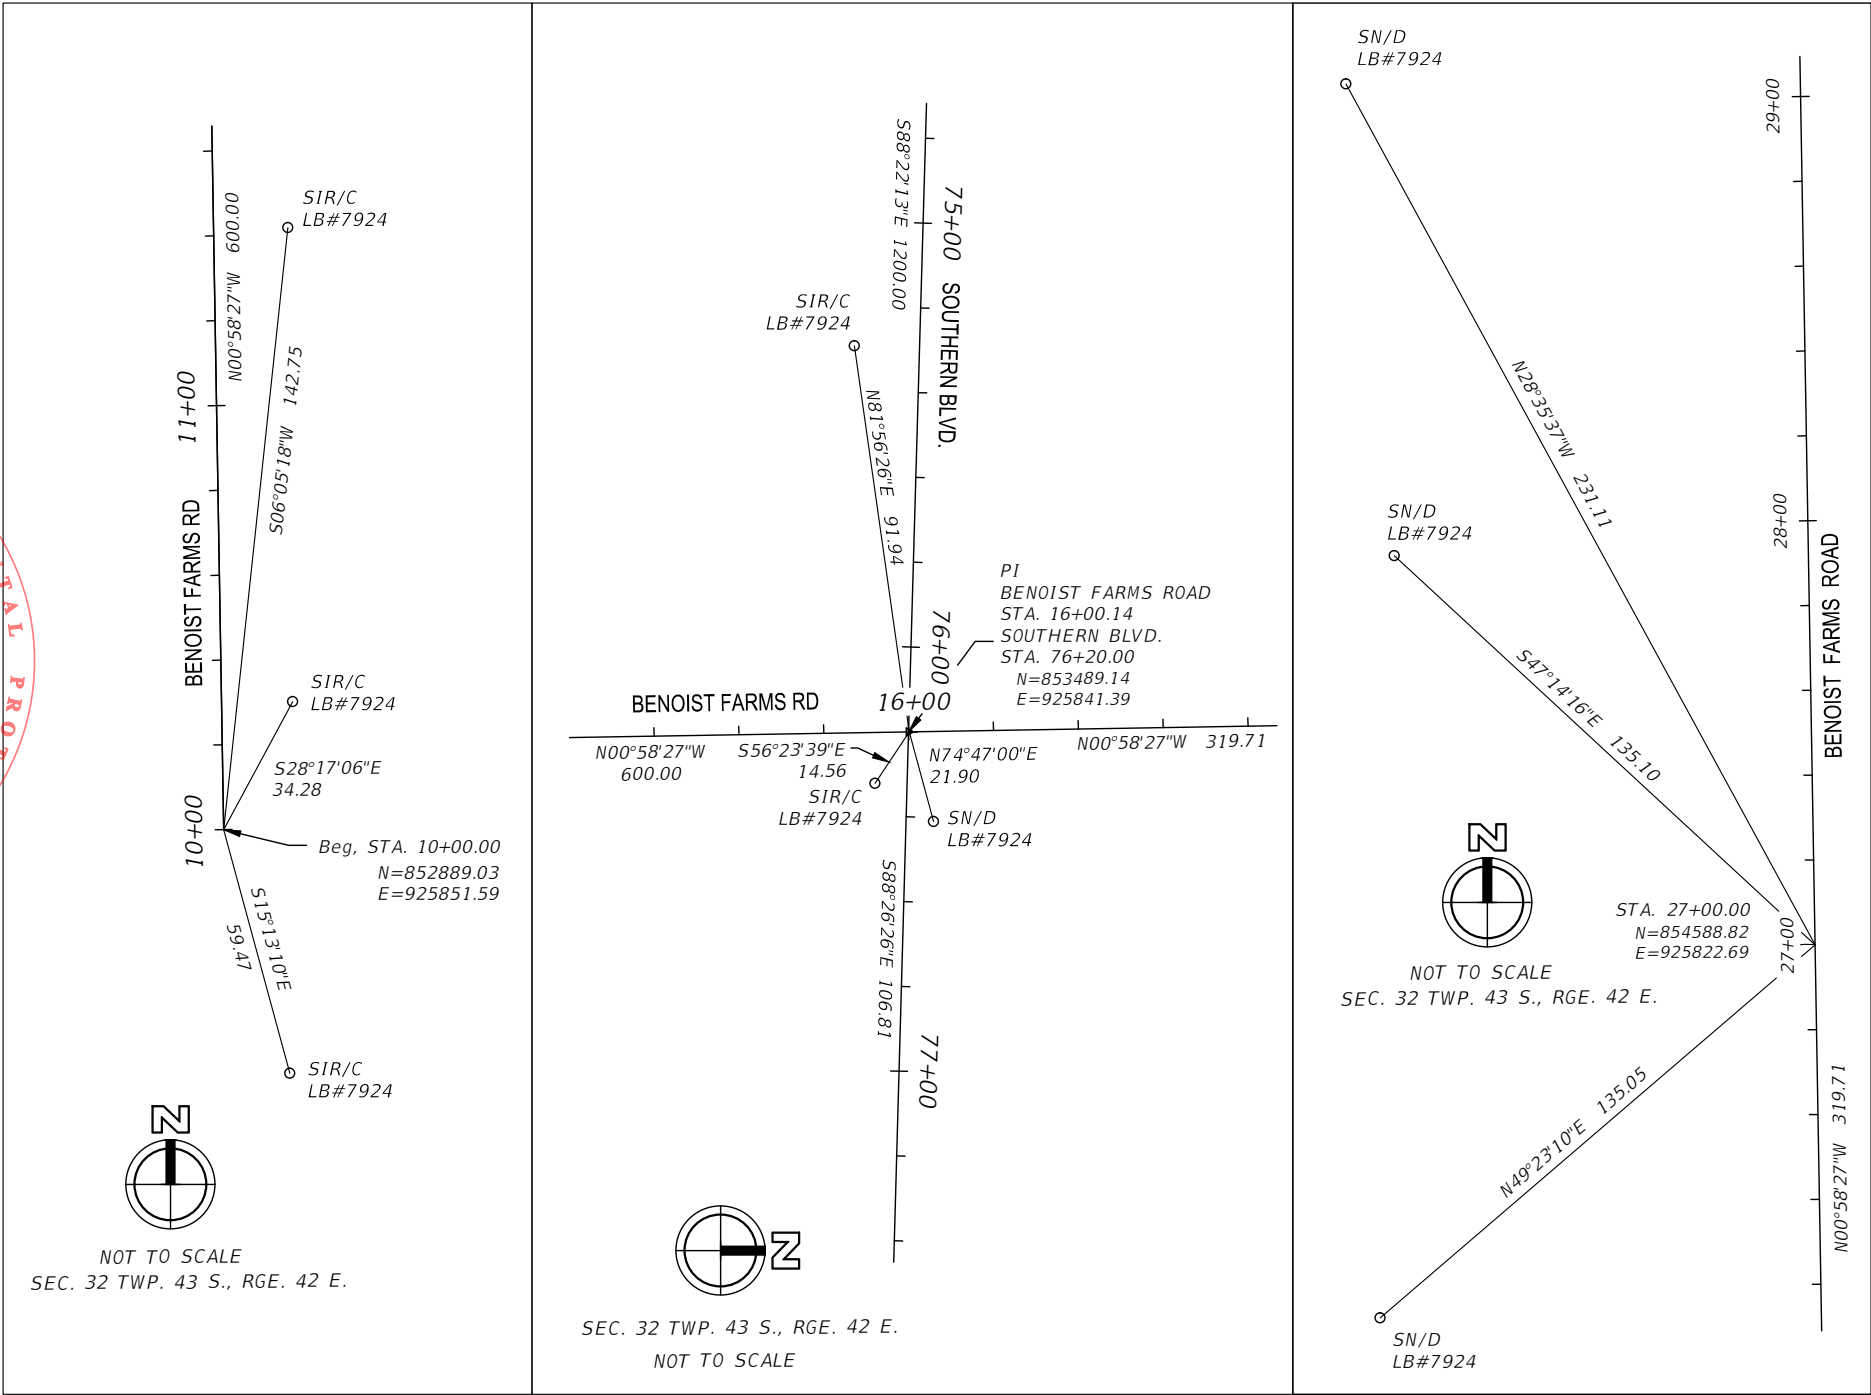 SIR/C
LB#7924
N00°58'27"W 600.00
S06°05'18"W 142.75
11+00
BENOIST FARMS RD
SIR/C
LB#7924
S28°17'06"E
34.28
10+00
Beg, STA. 10+00.00
N=852889.03
E=925851.59
S15°13'10"E
59.47
SIR/C
LB#7924
N
NOT TO SCALE
SEC. 32 TWP. 43 S., RGE. 42 E.
TAL PRO
S88°22'13"E 1200.00
75+00
SOUTHERN BLVD.
SIR/C
LB#7924
N81°56'26"E 91.94
76+00
PI
BENOIST FARMS ROAD
STA. 16+00.14
SOUTHERN BLVD.
STA. 76+20.00
N=853489.14
E=925841.39
BENOIST FARMS RD
16+00
N00°58'27"W
600.00
S56°23'39"E
14.56
SIR/C
LB#7924
N74°47'00"E
21.90
SN/D
LB#7924
N00°58'27"W 319.71
S88°26'26"E 106.81
77+00
N
SEC. 32 TWP. 43 S., RGE. 42 E.
NOT TO SCALE
SN/D
LB#7924
29+00
N28°35'37"W 231.11
SN/D
LB#7924
28+00
BENOIST FARMS ROAD
S47°14'16"E 135.10
N
NOT TO SCALE
SEC. 32 TWP. 43 S., RGE. 42 E.
STA. 27+00.00
N=854588.82
E=925822.69
27+00
N49°23'10"E 135.05
N00°58'27"W 319.71
SN/D
LB#7924